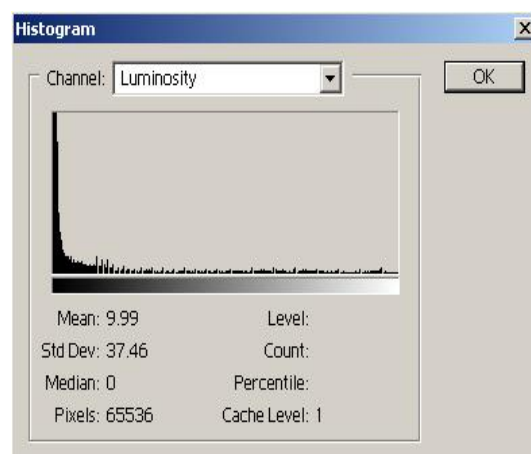 Histogram
Channel: Luminosity
OK
Mean: 9.99 Level:
Std Dev: 37.46 Count:
Median: 0 Percentile:
Pixels: 65536 Cache Level: 1